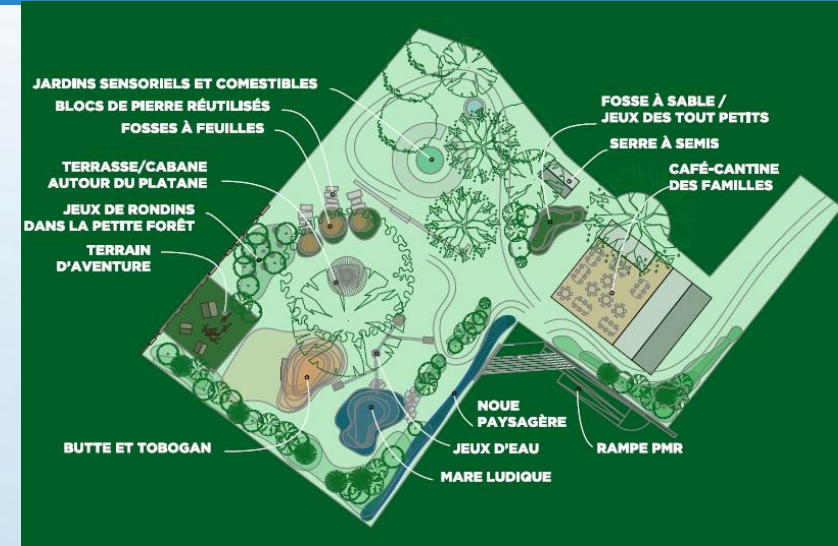 JARDINS SENSORIELS ET COMESTIBLES
BLOCS DE PIERRE RÉUTILISÉS
FOSSES À FEUILLES
TERRASSE/CABANE
AUTOUR DU PLATANE
JEUX DE RONDINS
DANS LA PETITE FORÊT
TERRAIN
D'AVENTURE
BUTTE ET TOBOGAN
FOSSE À SABLE /
JEUX DES TOUT PETITS
SERRE À SEMIS
CAFÉ-CANTINE
DES FAMILLES
NOUE
PAYSAGÈRE
JEUX D'EAU
MARE LUDIQUE
RAMPE PMR